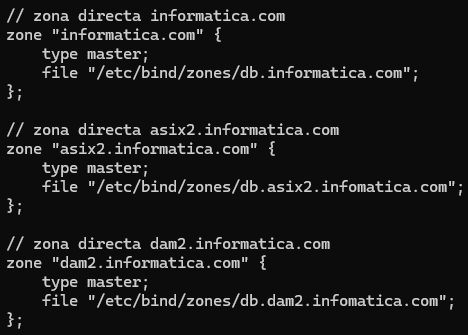 // zona directa informatica.com
zone "informatica.com" {
    type master;
    file "/etc/bind/zones/db.informatica.com";
};

// zona directa asix2.informatica.com
zone "asix2.informatica.com" {
    type master;
    file "/etc/bind/zones/db.asix2.infomatica.com";
};

// zona directa dam2.informatica.com
zone "dam2.informatica.com" {
    type master;
    file "/etc/bind/zones/db.dam2.infomatica.com";
};